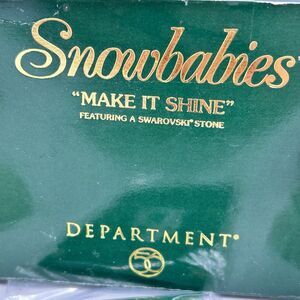 Snowbabies
"MAKE IT SHINE"
FEATURING A SWAROVSKI® STONE
DEPARTMENT®
56